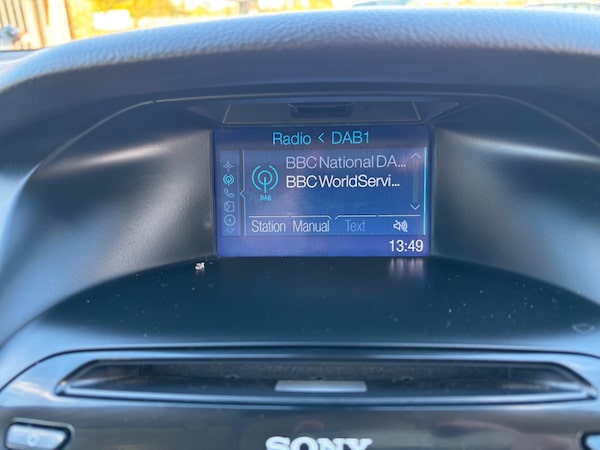 Radio < DAB1
BBC National DA...
BBC WorldServi...
DAB
Station Manual Text
13:49
SONY